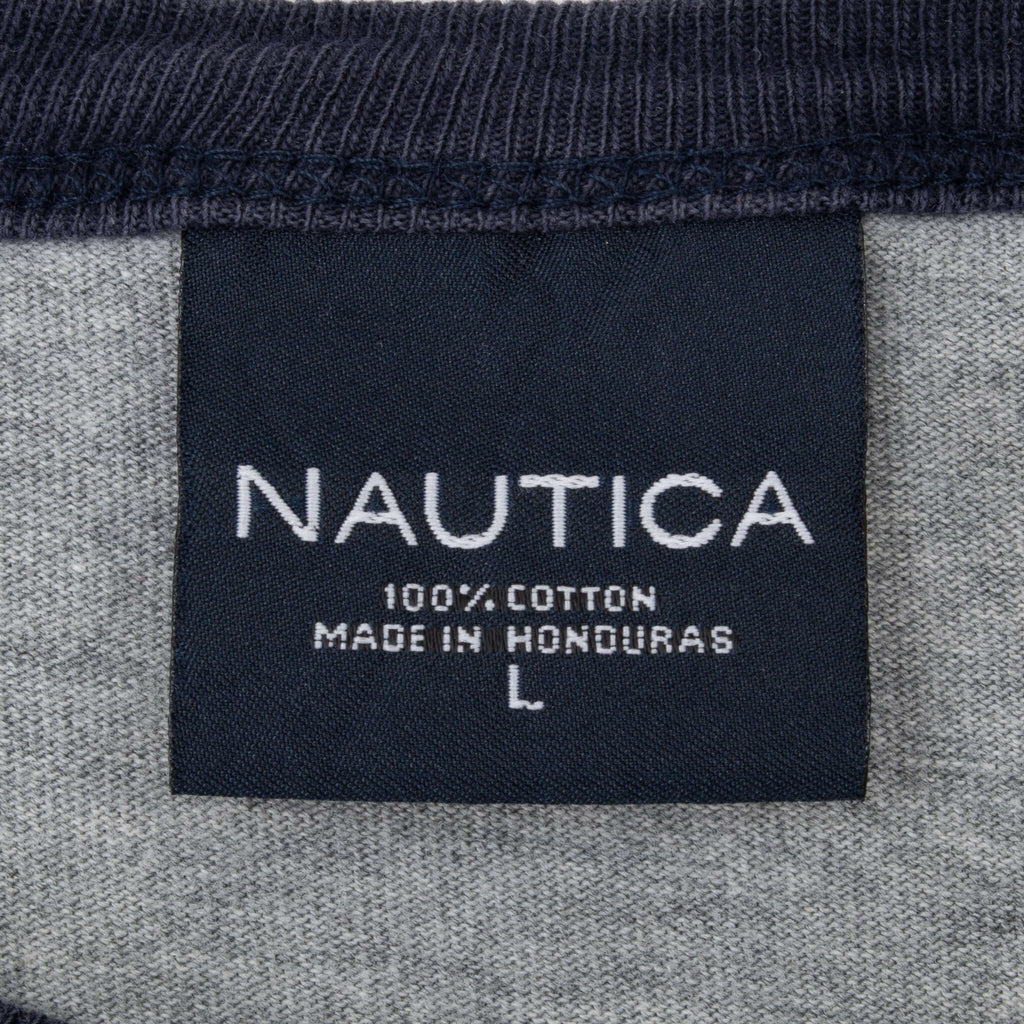 NAUTICA
100% COTTON
MADE IN HONDURAS
L